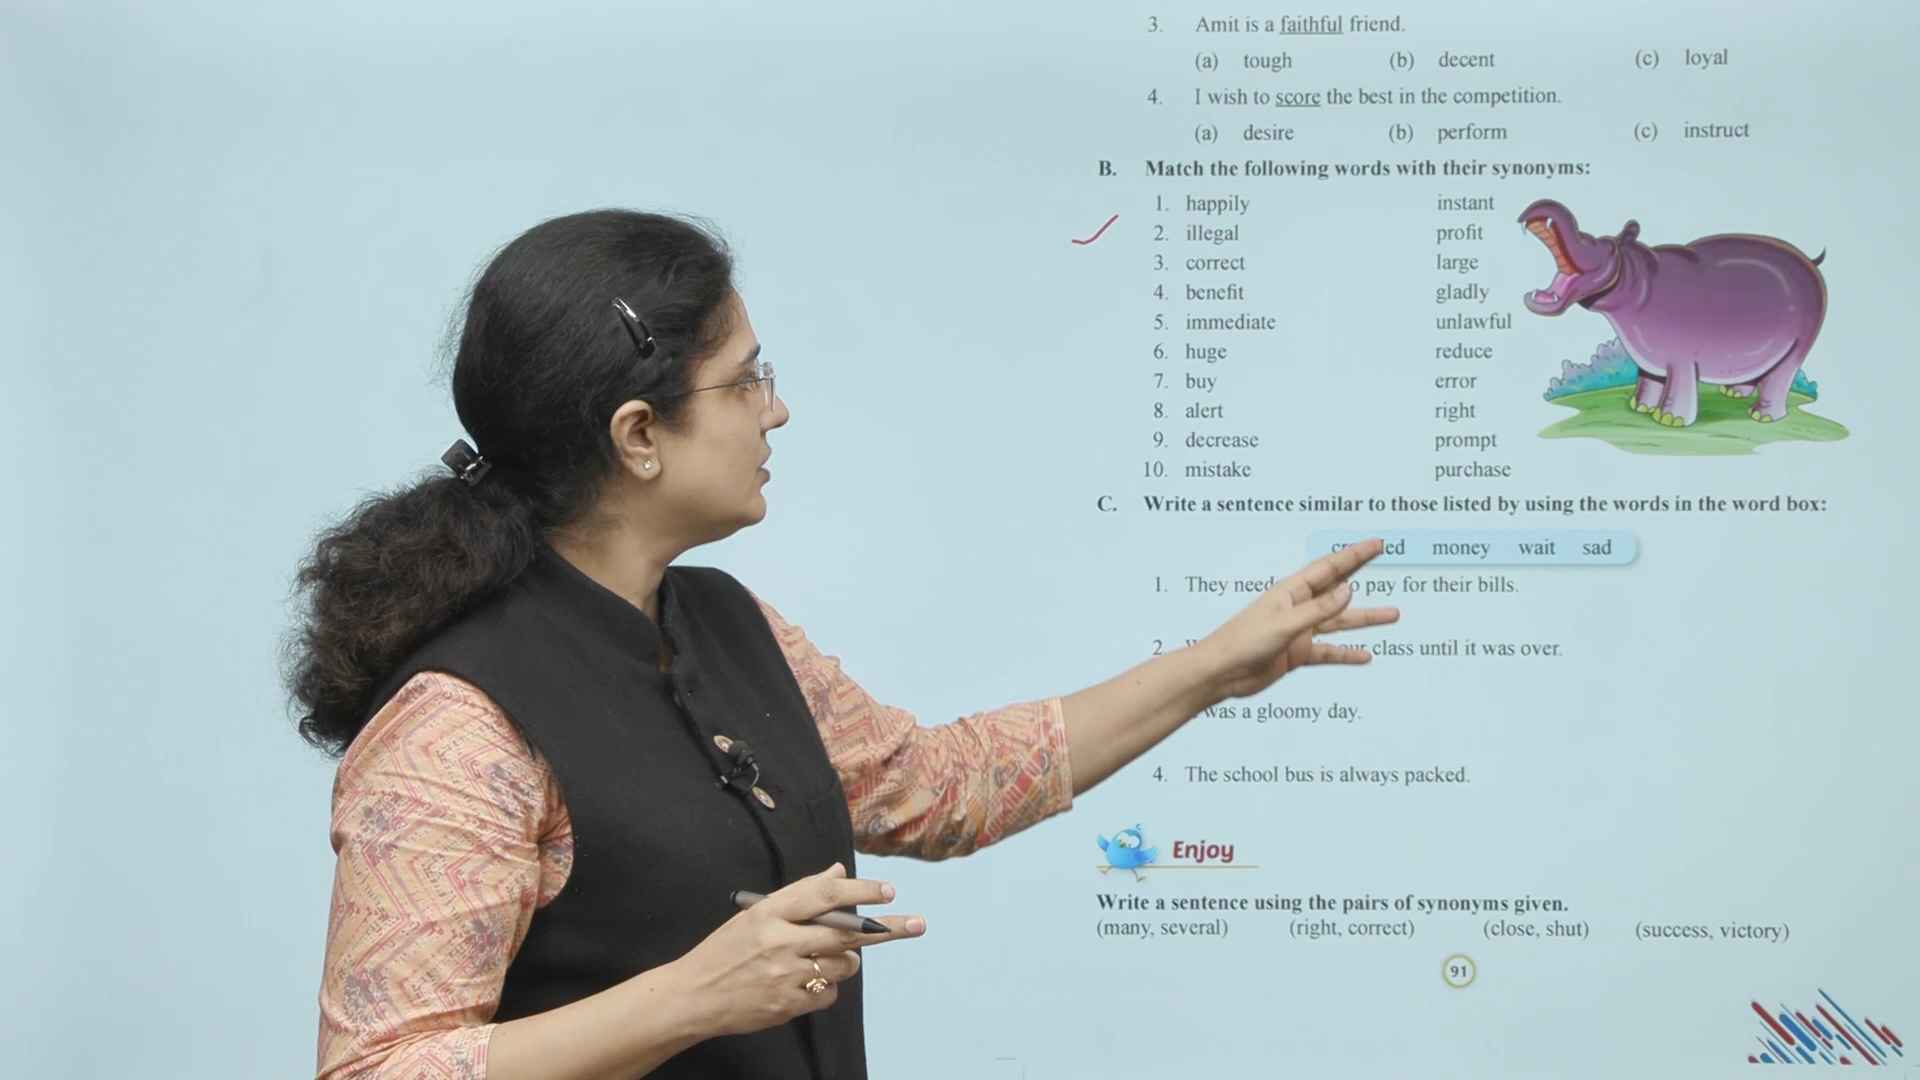 3. Amit is a faithful friend.
(a) tough (b) decent (c) loyal
4. I wish to score the best in the competition.
(a) desire (b) perform (c) instruct
B. Match the following words with their synonyms:
1. happily instant
2. illegal profit
3. correct large
4. benefit gladly
5. immediate unlawful
6. huge reduce
7. buy error
8. alert right
9. decrease prompt
10. mistake purchase
C. Write a sentence similar to those listed by using the words in the word box:
money wait sad
1. They pay for their bills.
2. class until it was over.
was a gloomy day.
4. The school bus is always packed.
Enjoy
Write a sentence using the pairs of synonyms given.
(many, several) (right, correct) (close, shut) (success, victory)
91